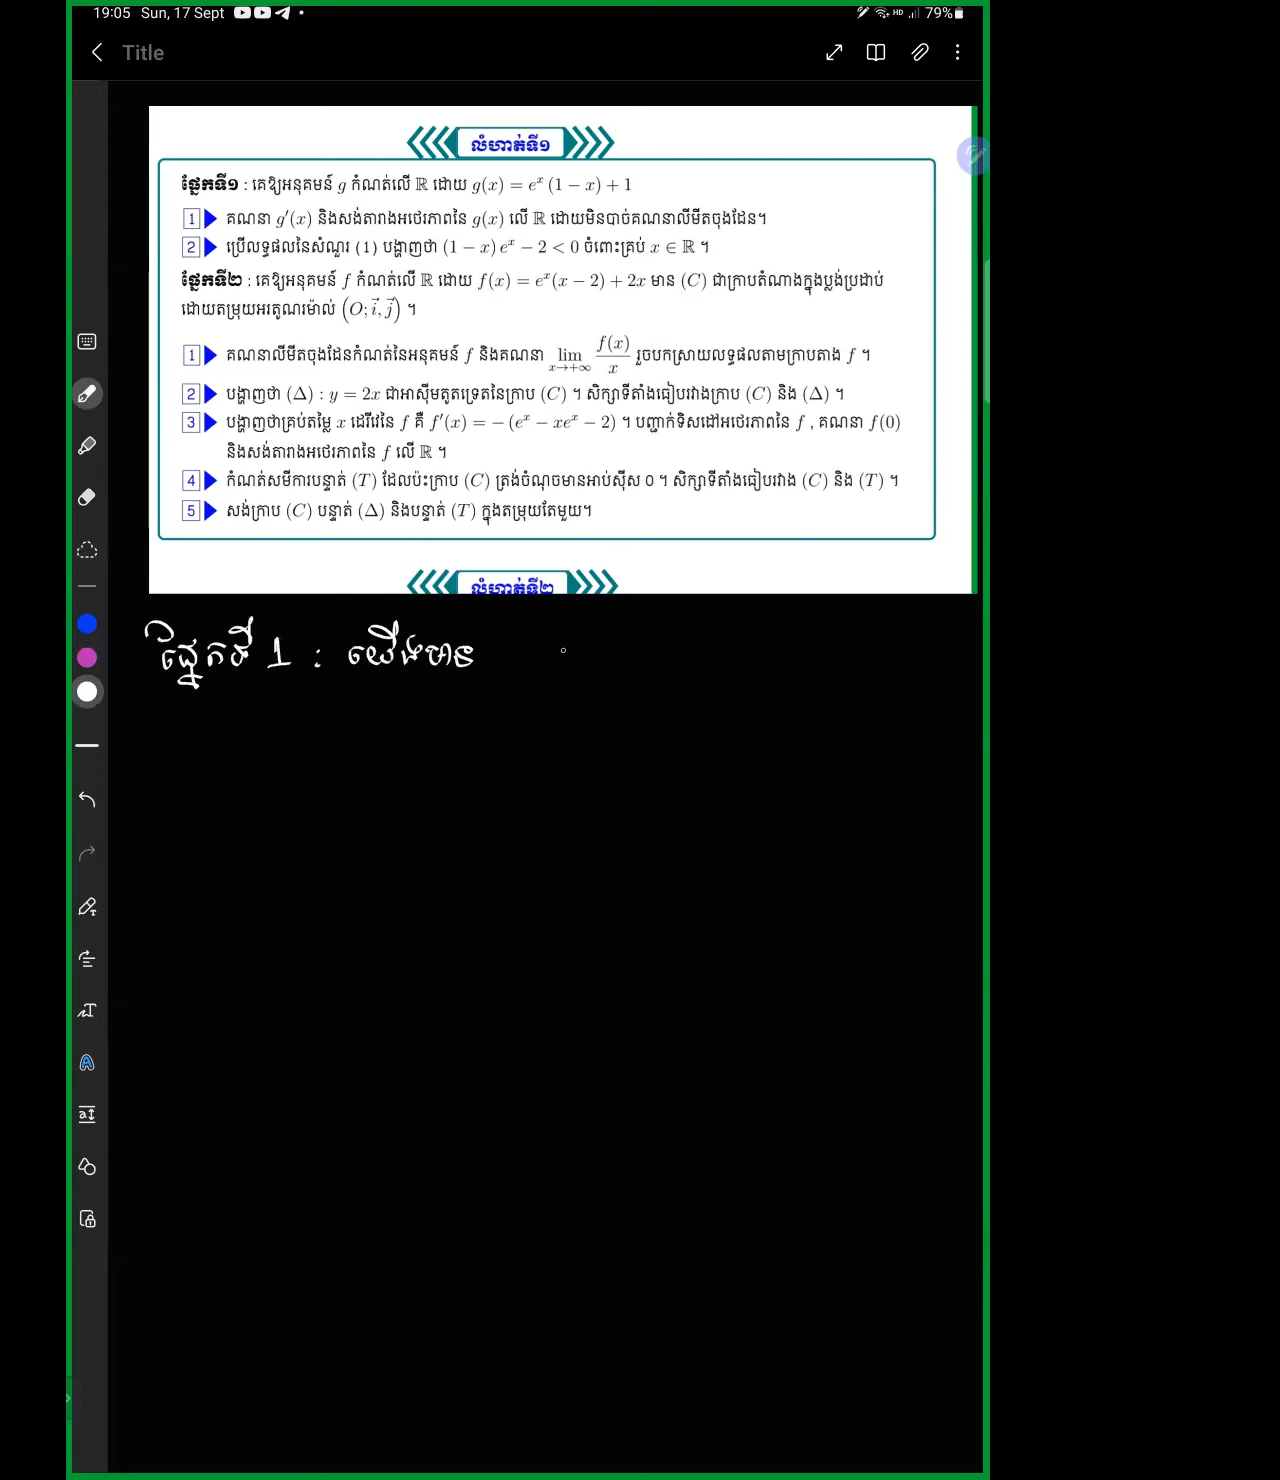 19:05 Sun, 17 Sept 79%
Title
លំហាត់ទី១
ផ្នែកទី១ : គេឱ្យអនុគមន៍ g កំណត់លើ ℝ ដោយ g(x) = eˣ (1 − x) + 1
1 គណនា g′(x) និងសង់តារាងអថេរភាពនៃ g(x) លើ ℝ ដោយមិនបាច់គណនាលីមីតចុងដែន។
2 ប្រើលទ្ធផលនៃសំណួរ (1) បង្ហាញថា (1 − x) eˣ − 2 < 0 ចំពោះគ្រប់ x ∈ ℝ ។
ផ្នែកទី២ : គេឱ្យអនុគមន៍ f កំណត់លើ ℝ ដោយ f(x) = eˣ(x − 2) + 2x មាន (C) ជាក្រាបតំណាងក្នុងប្លង់ប្រដាប់
ដោយតម្រុយអរតូណរម៉ាល់ (O; i⃗, j⃗) ។
1 គណនាលីមីតចុងដែនកំណត់នៃអនុគមន៍ f និងគណនា lim x→+∞ f(x)/x រួចបកស្រាយលទ្ធផលតាមក្រាបតាង f ។
2 បង្ហាញថា (Δ) : y = 2x ជាអាស៊ីមតូតទ្រេតនៃក្រាប (C) ។ សិក្សាទីតាំងធៀបរវាងក្រាប (C) និង (Δ) ។
3 បង្ហាញថាគ្រប់តម្លៃ x ដេរីវេនៃ f គឺ f′(x) = − (eˣ − xeˣ − 2) ។ បញ្ជាក់ទិសដៅអថេរភាពនៃ f , គណនា f(0)
និងសង់តារាងអថេរភាពនៃ f លើ ℝ ។
4 កំណត់សមីការបន្ទាត់ (T) ដែលប៉ះក្រាប (C) ត្រង់ចំណុចមានអាប់ស៊ីស 0 ។ សិក្សាទីតាំងធៀបរវាង (C) និង (T) ។
5 សង់ក្រាប (C) បន្ទាត់ (Δ) និងបន្ទាត់ (T) ក្នុងតម្រុយតែមួយ។
លំហាត់ទី២
ផ្នែកទី 1 : យើងមាន